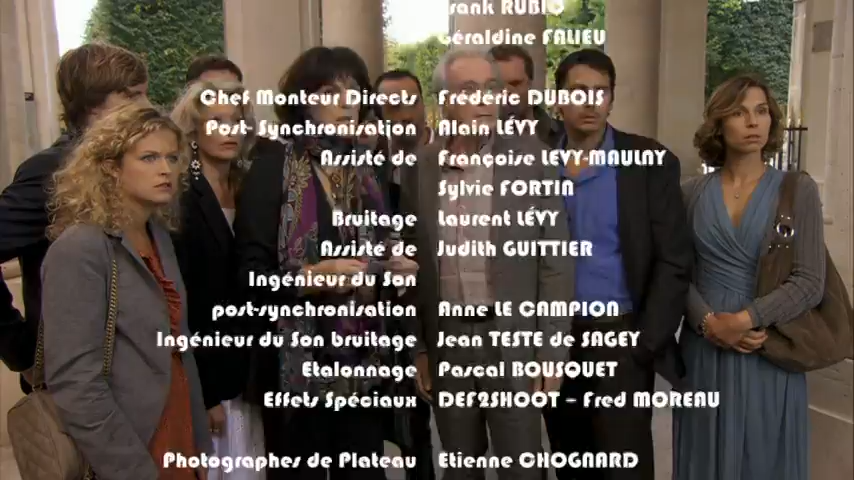 Frank RUBIO
Géraldine FALIEU
Chef Monteur Directs Frédéric DUBOIS
Post-Synchronisation Alain LÉVY
Assisté de Françoise LEVY-MAULNY
Sylvie FORTIN
Bruitage Laurent LÉVY
Assisté de Judith GUITTIER
Ingénieur du Son
post-synchronisation Anne LE CAMPION
Ingénieur du Son bruitage Jean TESTE de SAGEY
Etalonnage Pascal BOUSQUET
Effets Spéciaux DEF2SHOOT - Fred MOREAU
Photographes de Plateau Etienne CHOGNARD